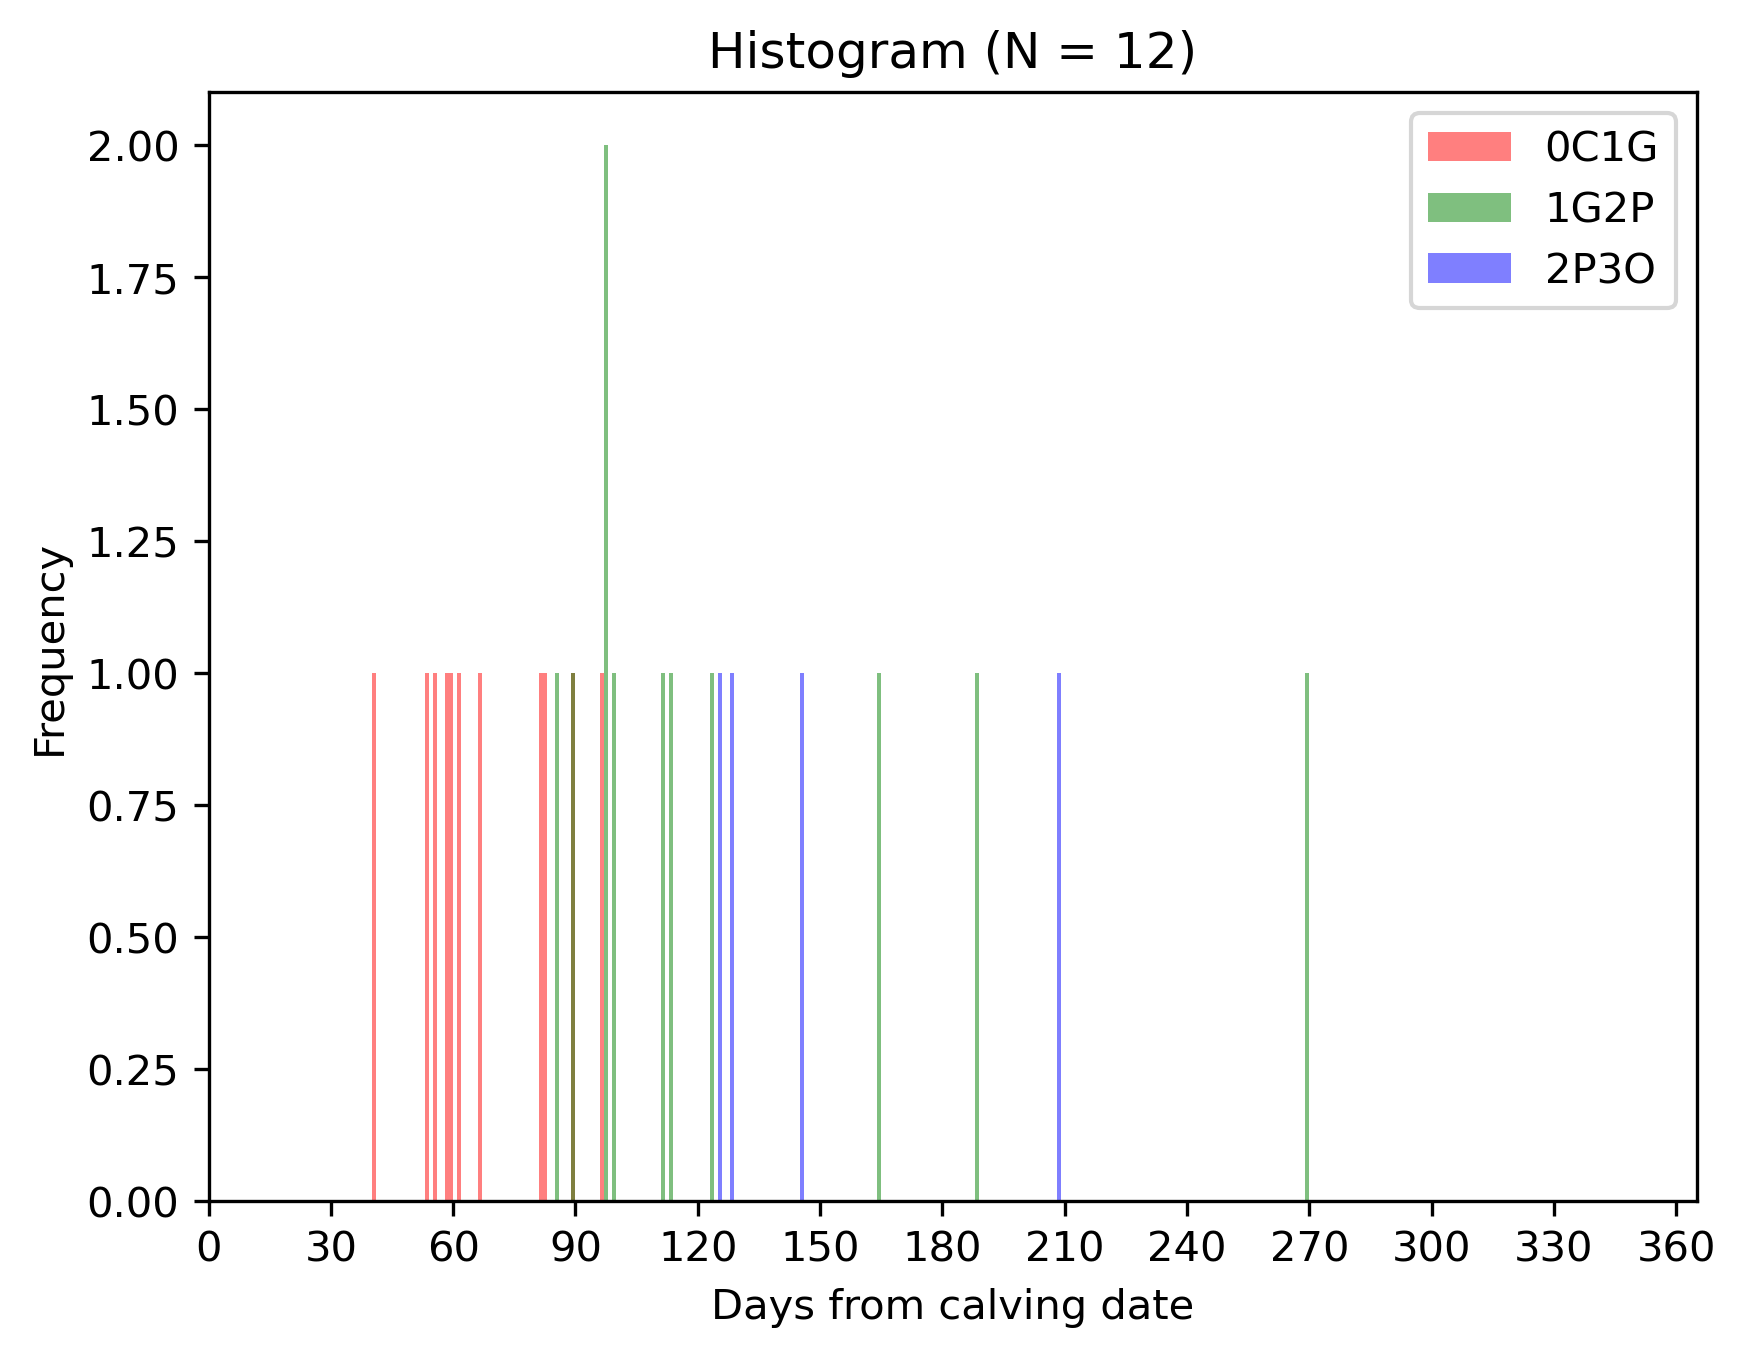 Histogram (N = 12)
0C1G
1G2P
2P3O
2.00
1.75
1.50
1.25
1.00
0.75
0.50
0.25
0.00
Frequency
0 30 60 90 120 150 180 210 240 270 300 330 360
Days from calving date